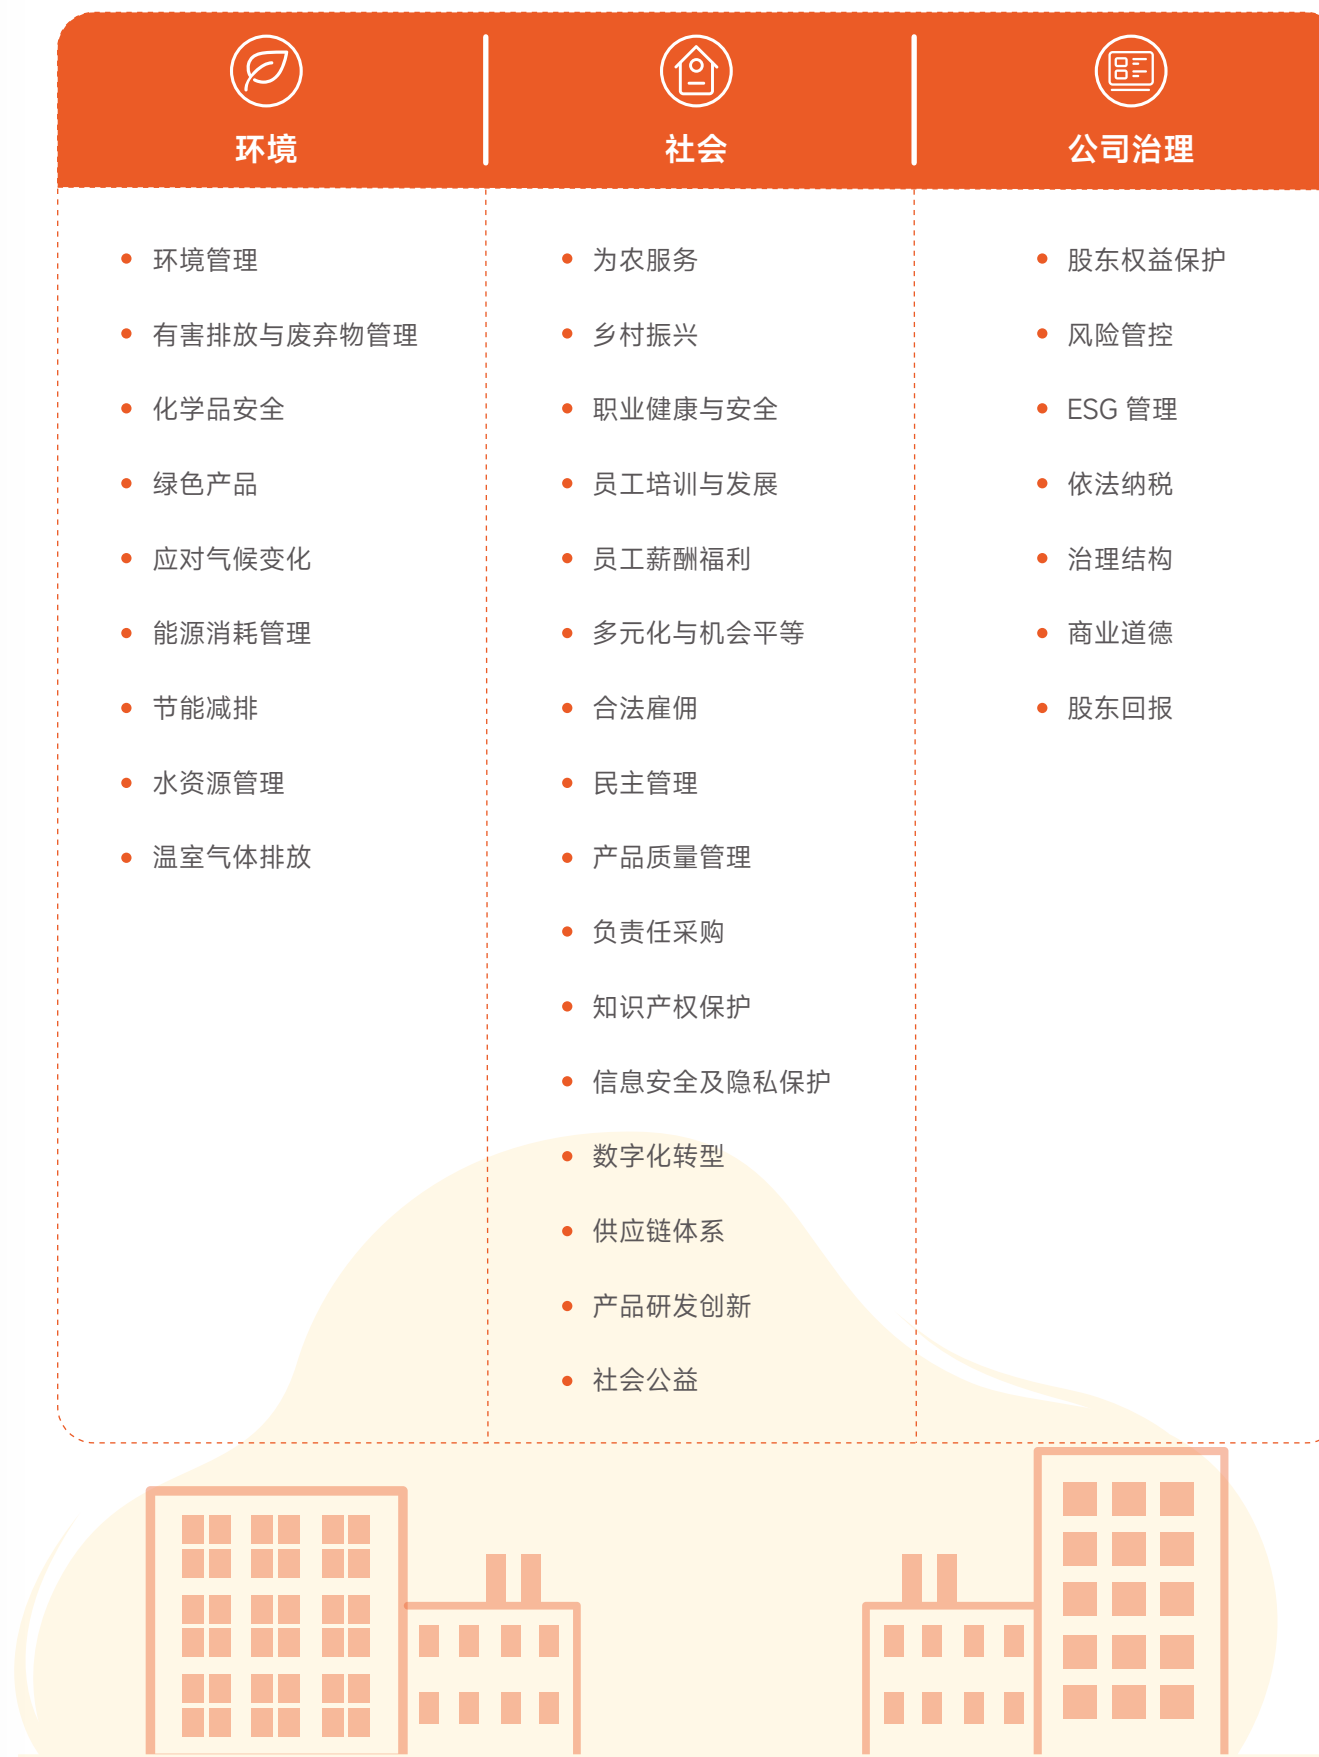 环境
环境管理
有害排放与废弃物管理
化学品安全
绿色产品
应对气候变化
能源消耗管理
节能减排
水资源管理
温室气体排放
社会
为农服务
乡村振兴
职业健康与安全
员工培训与发展
员工薪酬福利
多元化与机会平等
合法雇佣
民主管理
产品质量管理
负责任采购
知识产权保护
信息安全及隐私保护
数字化转型
供应链体系
产品研发创新
社会公益
公司治理
股东权益保护
风险管控
ESG 管理
依法纳税
治理结构
商业道德
股东回报